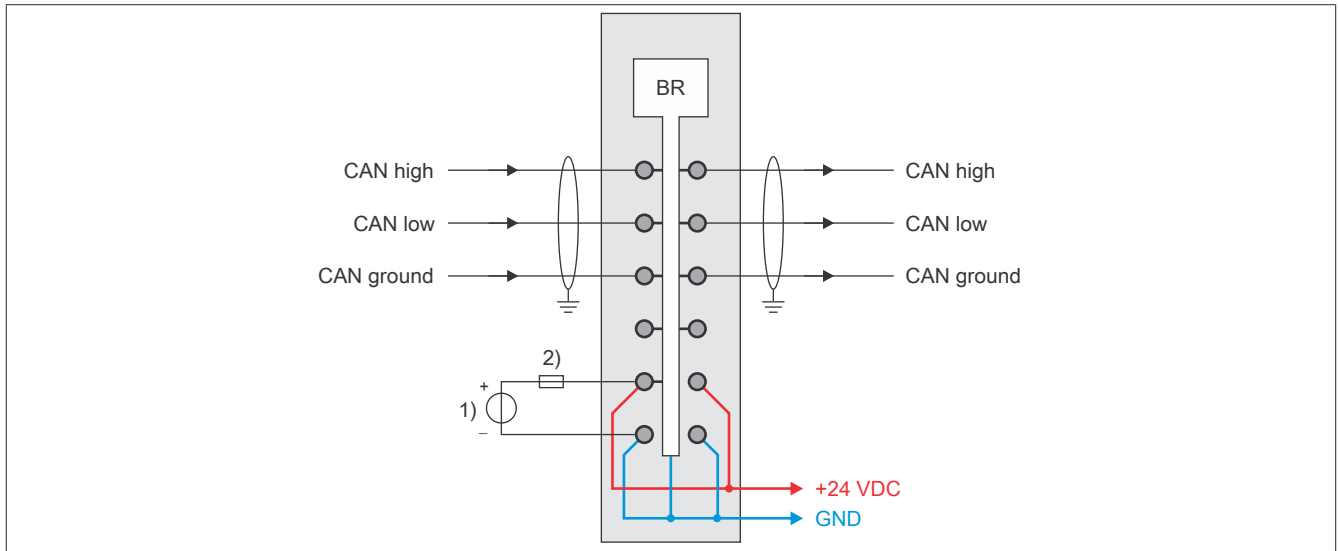 BR
CAN high
CAN high
CAN low
CAN low
CAN ground
CAN ground
2)
+
1)
–
+24 VDC
GND